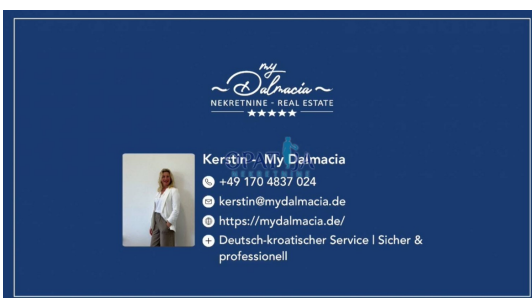 my
~ Dalmacia ~
NEKRETNINE - REAL ESTATE
Kerstin - My Dalmacia
+49 170 4837 024
kerstin@mydalmacia.de
https://mydalmacia.de/
Deutsch-kroatischer Service I Sicher &
professionell